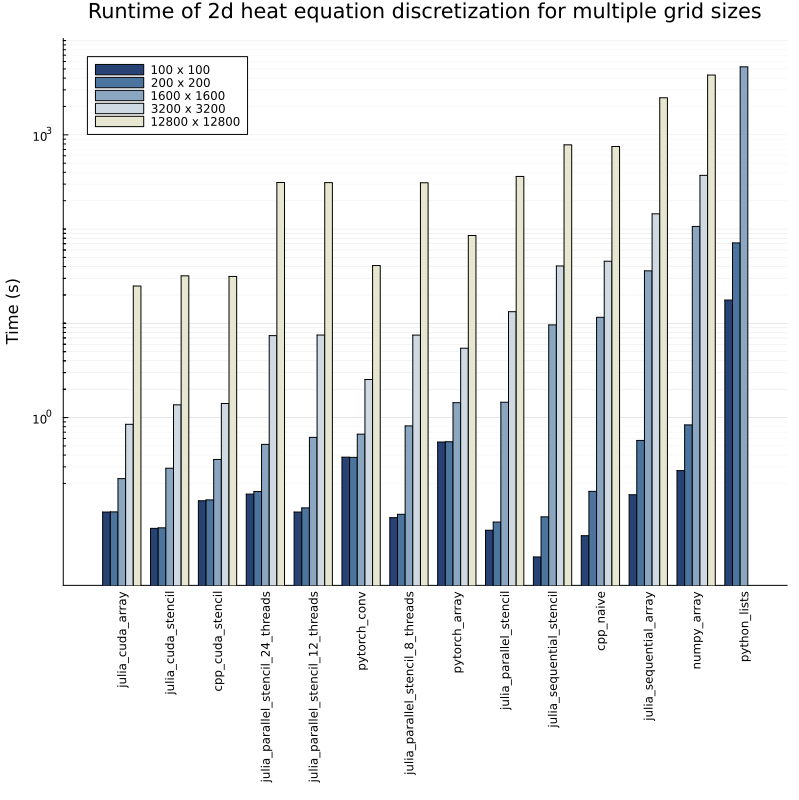 Runtime of 2d heat equation discretization for multiple grid sizes
100 x 100
200 x 200
1600 x 1600
3200 x 3200
12800 x 12800
Time (s)
10³
10⁰
julia_cuda_array
julia_cuda_stencil
cpp_cuda_stencil
julia_parallel_stencil_24_threads
julia_parallel_stencil_12_threads
pytorch_conv
julia_parallel_stencil_8_threads
pytorch_array
julia_parallel_stencil
julia_sequential_stencil
cpp_naive
julia_sequential_array
numpy_array
python_lists